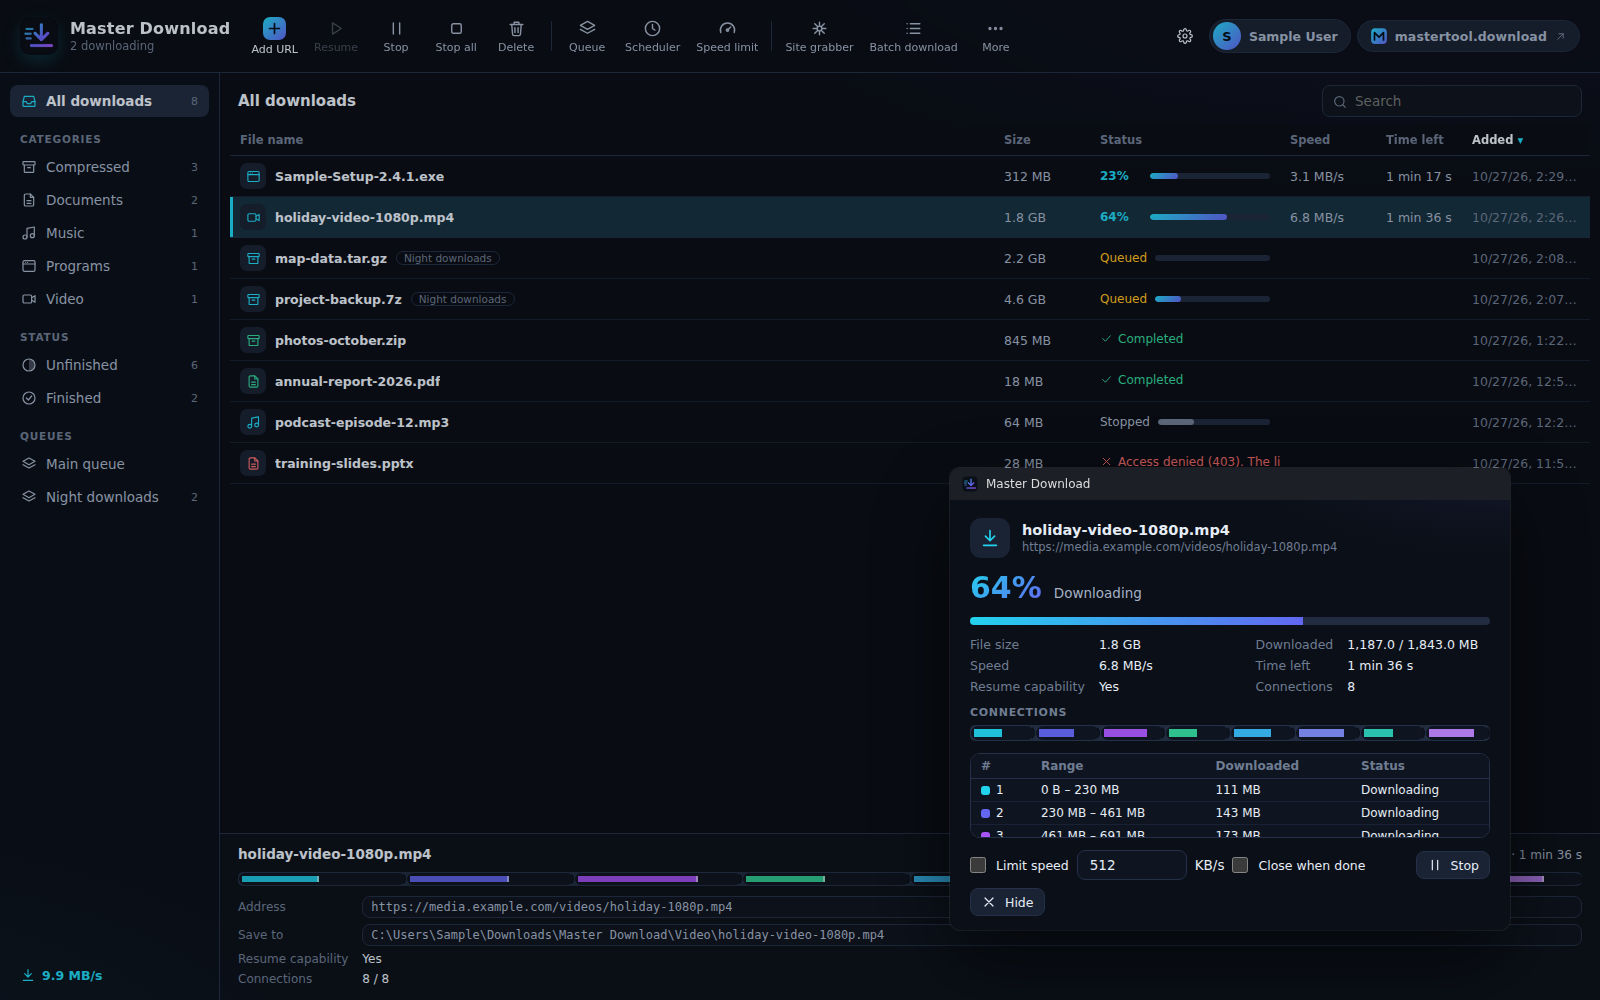 Master Download
2 downloading
Add URL
Resume
Stop
Stop all
Delete
Queue
Scheduler
Speed limit
Site grabber
Batch download
More
S Sample User
mastertool.download
All downloads 8
CATEGORIES
Compressed 3
Documents 2
Music 1
Programs 1
Video 1
STATUS
Unfinished 6
Finished 2
QUEUES
Main queue
Night downloads 2
9.9 MB/s
All downloads
Search
File name Size Status Speed Time left Added ▾
Sample-Setup-2.4.1.exe 312 MB 23% 3.1 MB/s 1 min 17 s 10/27/26, 2:29…
holiday-video-1080p.mp4 1.8 GB 64% 6.8 MB/s 1 min 36 s 10/27/26, 2:26…
map-data.tar.gz Night downloads 2.2 GB Queued 10/27/26, 2:08…
project-backup.7z Night downloads 4.6 GB Queued 10/27/26, 2:07…
photos-october.zip 845 MB Completed 10/27/26, 1:22…
annual-report-2026.pdf 18 MB Completed 10/27/26, 12:5…
podcast-episode-12.mp3 64 MB Stopped 10/27/26, 12:2…
training-slides.pptx 28 MB Access denied (403). The li 10/27/26, 11:5…
holiday-video-1080p.mp4 · 1 min 36 s
Address https://media.example.com/videos/holiday-1080p.mp4
Save to C:\Users\Sample\Downloads\Master Download\Video\holiday-video-1080p.mp4
Resume capability Yes
Connections 8 / 8
Master Download
holiday-video-1080p.mp4
https://media.example.com/videos/holiday-1080p.mp4
64% Downloading
File size 1.8 GB Downloaded 1,187.0 / 1,843.0 MB
Speed 6.8 MB/s Time left 1 min 36 s
Resume capability Yes Connections 8
CONNECTIONS
# Range Downloaded Status
1 0 B – 230 MB 111 MB Downloading
2 230 MB – 461 MB 143 MB Downloading
3 461 MB – 691 MB 173 MB Downloading
Limit speed 512 KB/s Close when done Stop
Hide